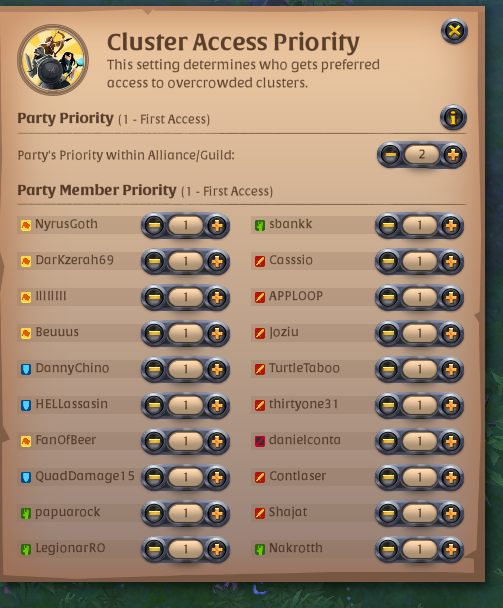 Cluster Access Priority
This setting determines who gets preferred
access to overcrowded clusters.
Party Priority (1 - First Access)
Party's Priority within Alliance/Guild: 2
Party Member Priority (1 - First Access)
NyrusGoth 1 sbankk 1
DarKzerah69 1 Casssio 1
1 APPLOOP 1
Beuuus 1 Joziu 1
DannyChino 1 TurtleTaboo 1
HELLassasin 1 thirtyone31 1
FanOfBeer 1 danielconta 1
QuadDamage15 1 Contlaser 1
papuarock 1 Shajat 1
LegionarRO 1 Nakrotth 1